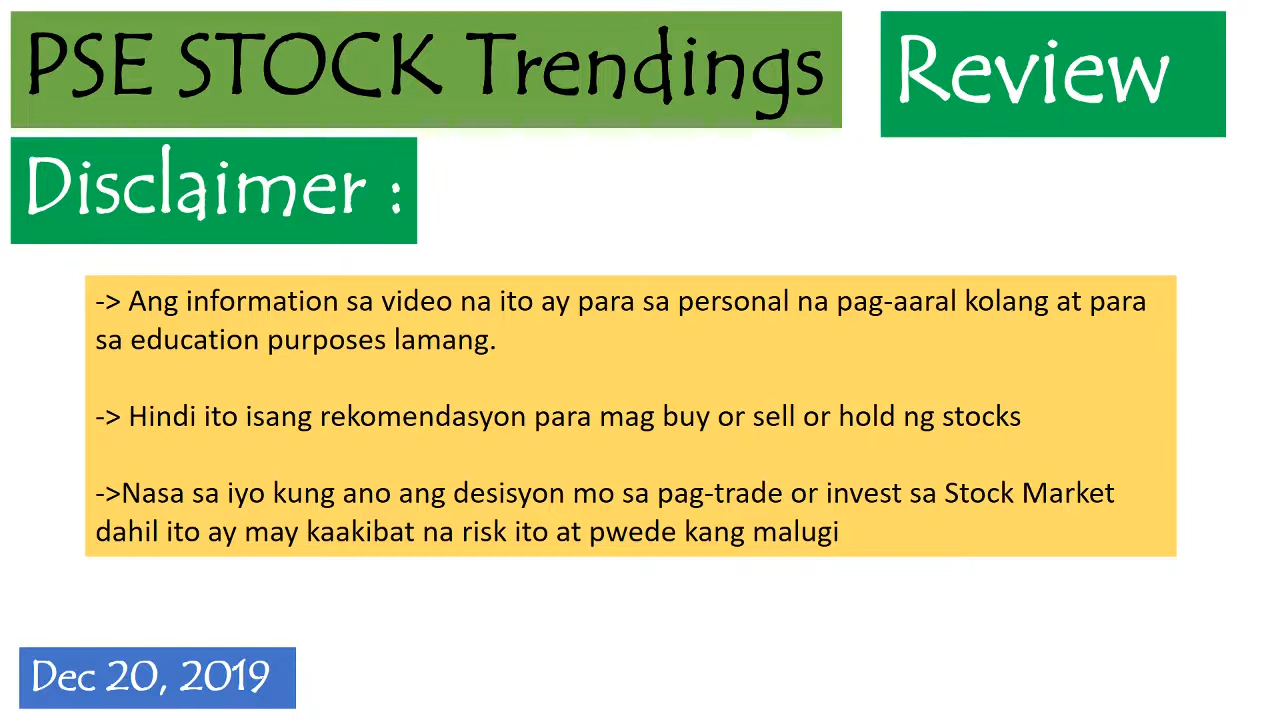 PSE STOCK Trendings
Review
Disclaimer :
-> Ang information sa video na ito ay para sa personal na pag-aaral kolang at para
sa education purposes lamang.
-> Hindi ito isang rekomendasyon para mag buy or sell or hold ng stocks
->Nasa sa iyo kung ano ang desisyon mo sa pag-trade or invest sa Stock Market
dahil ito ay may kaakibat na risk ito at pwede kang malugi
Dec 20, 2019